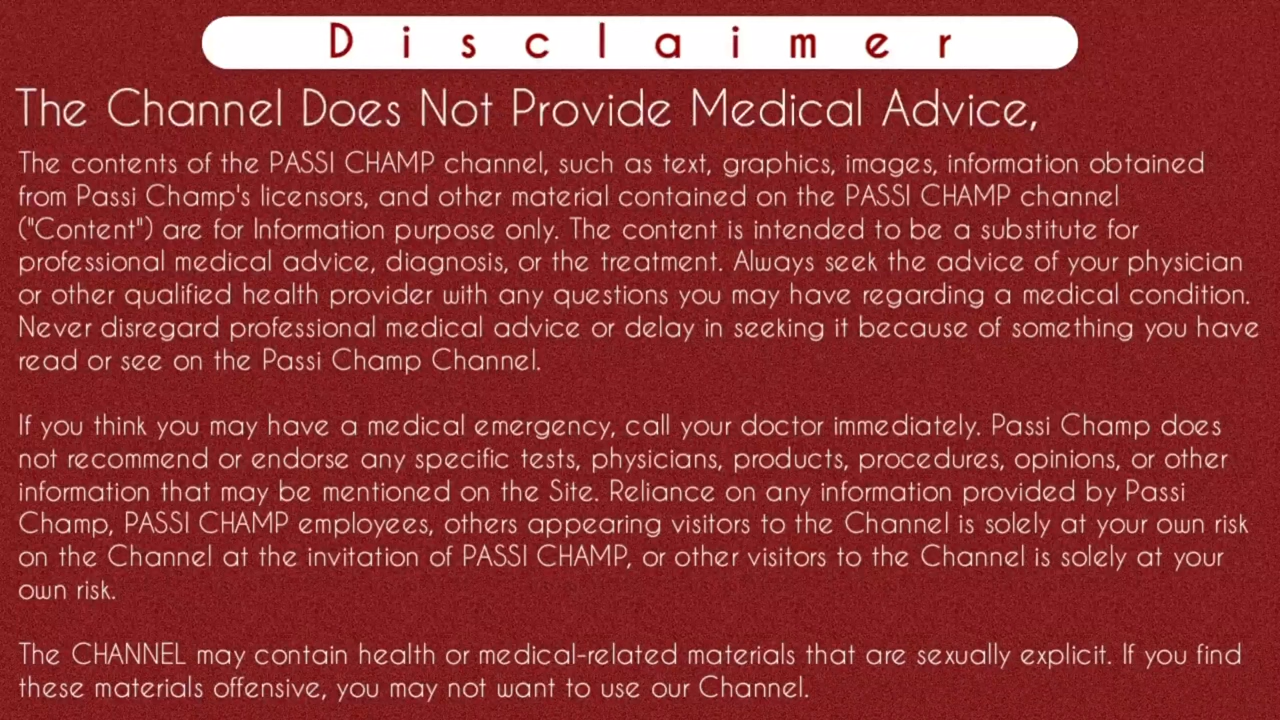 Disclaimer
The Channel Does Not Provide Medical Advice,
The contents of the PASSI CHAMP channel, such as text, graphics, images, information obtained
from Passi Champ's licensors, and other material contained on the PASSI CHAMP channel
("Content") are for Information purpose only. The content is intended to be a substitute for
professional medical advice, diagnosis, or the treatment. Always seek the advice of your physician
or other qualified health provider with any questions you may have regarding a medical condition.
Never disregard professional medical advice or delay in seeking it because of something you have
read or see on the Passi Champ Channel.
If you think you may have a medical emergency, call your doctor immediately. Passi Champ does
not recommend or endorse any specific tests, physicians, products, procedures, opinions, or other
information that may be mentioned on the Site. Reliance on any information provided by Passi
Champ, PASSI CHAMP employees, others appearing visitors to the Channel is solely at your own risk
on the Channel at the invitation of PASSI CHAMP, or other visitors to the Channel is solely at your
own risk.
The CHANNEL may contain health or medical-related materials that are sexually explicit. If you find
these materials offensive, you may not want to use our Channel.